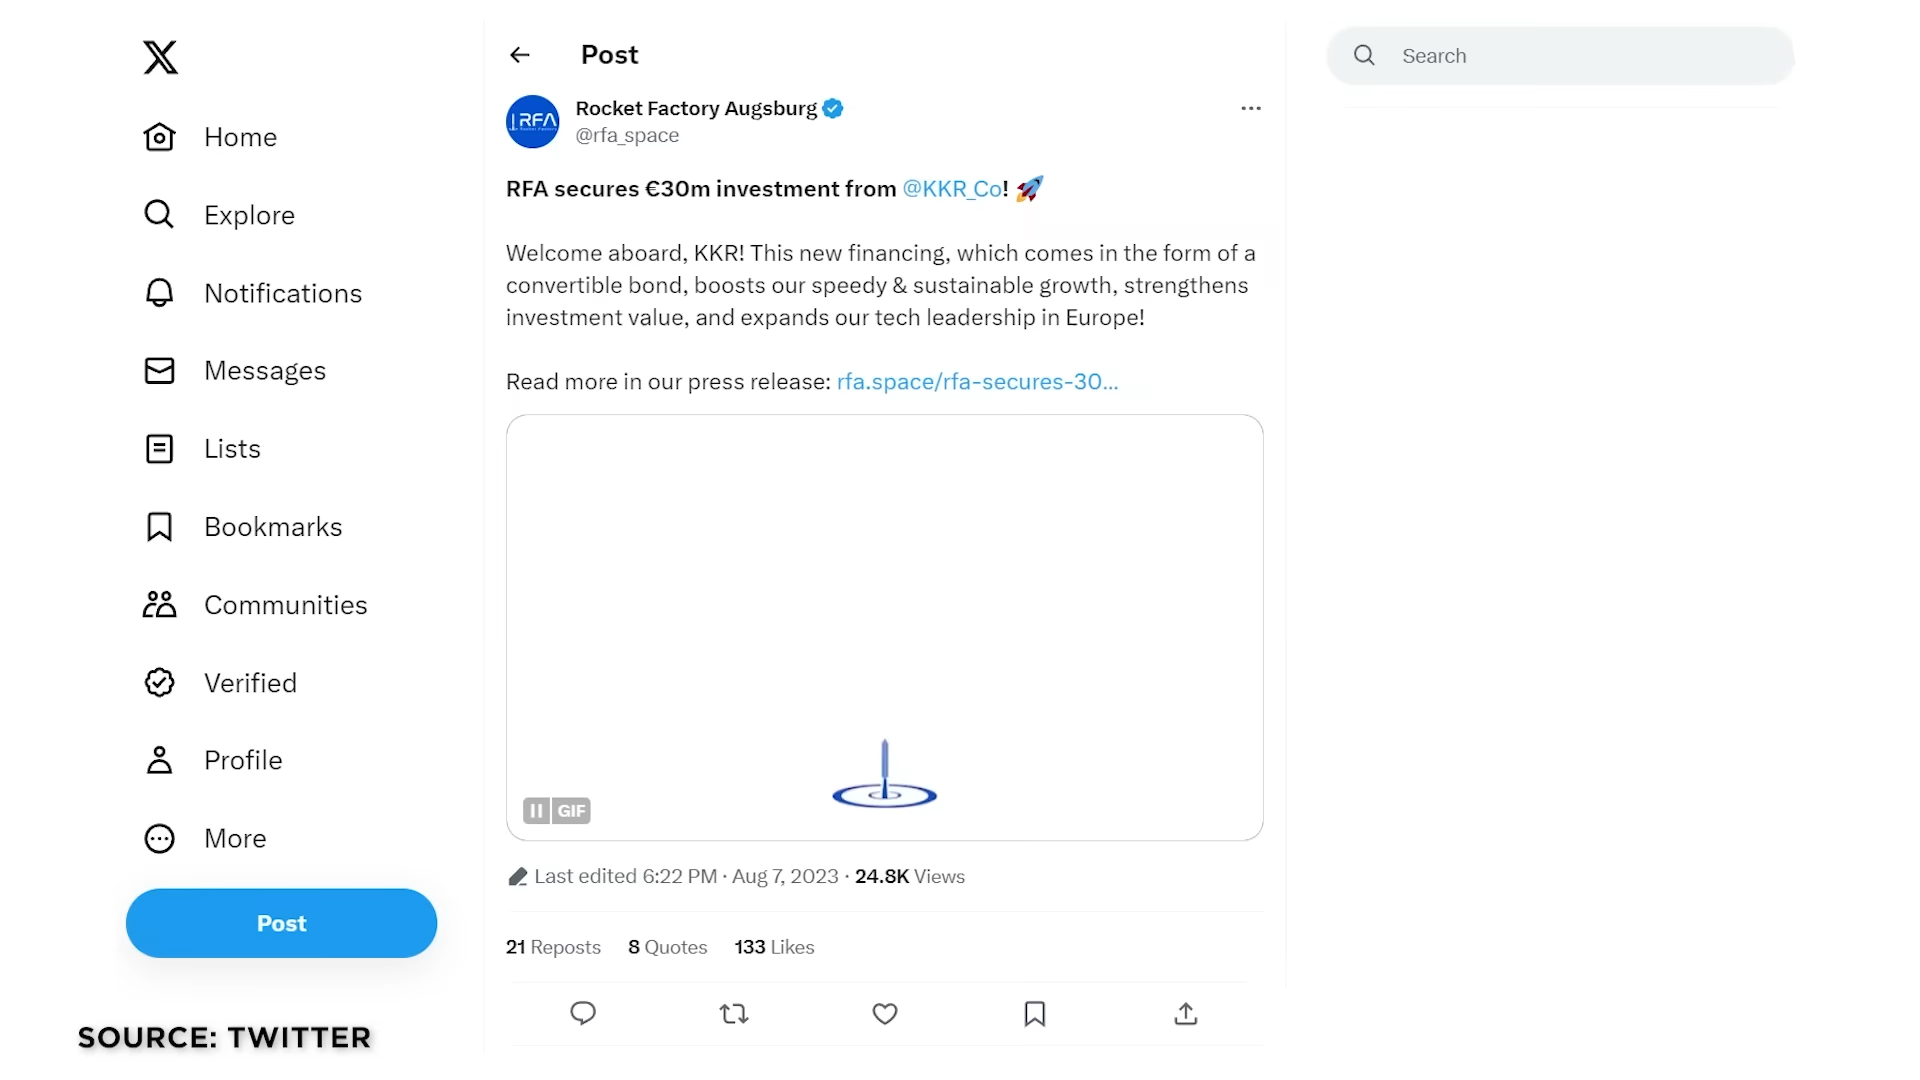 Home
Explore
Notifications
Messages
Lists
Bookmarks
Communities
Verified
Profile
More
Post
SOURCE: TWITTER
Post
RFA
Rocket Factory Augsburg
@rfa_space
RFA secures €30m investment from @KKR_Co! 🚀
Welcome aboard, KKR! This new financing, which comes in the form of a
convertible bond, boosts our speedy & sustainable growth, strengthens
investment value, and expands our tech leadership in Europe!
Read more in our press release: rfa.space/rfa-secures-30...
GIF
Last edited 6:22 PM · Aug 7, 2023 · 24.8K Views
21 Reposts 8 Quotes 133 Likes
Search